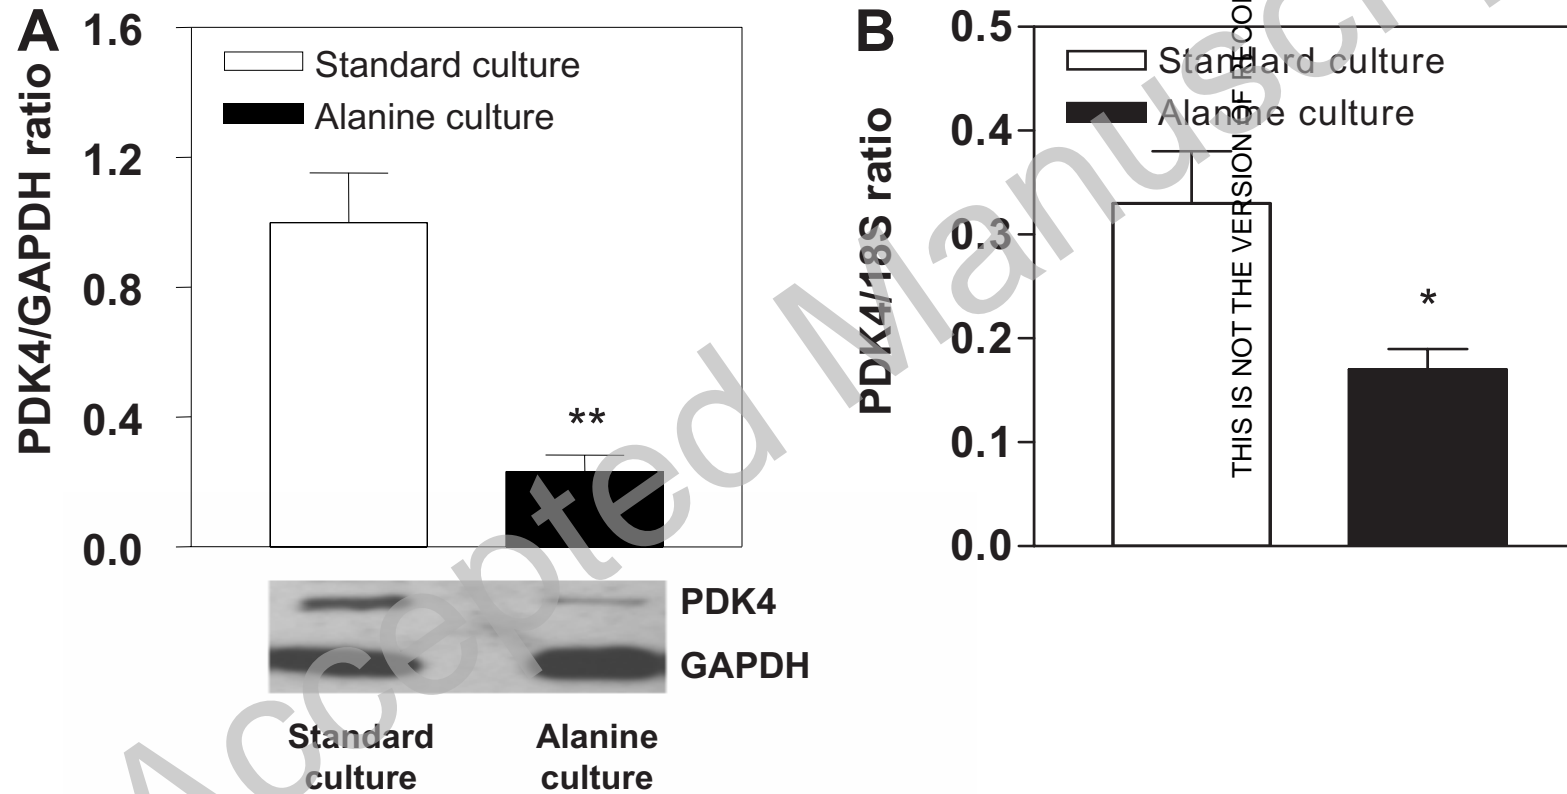 A
1.6
1.2
0.8
0.4
0.0
PDK4/GAPDH ratio
Standard culture
Alanine culture
**
PDK4
GAPDH
Standard
culture
Alanine
culture
B
0.5
0.4
0.3
0.2
0.1
0.0
PDK4/18S ratio
Standard culture
Alanine culture
*
THIS IS NOT THE VERSION OF
Accepted